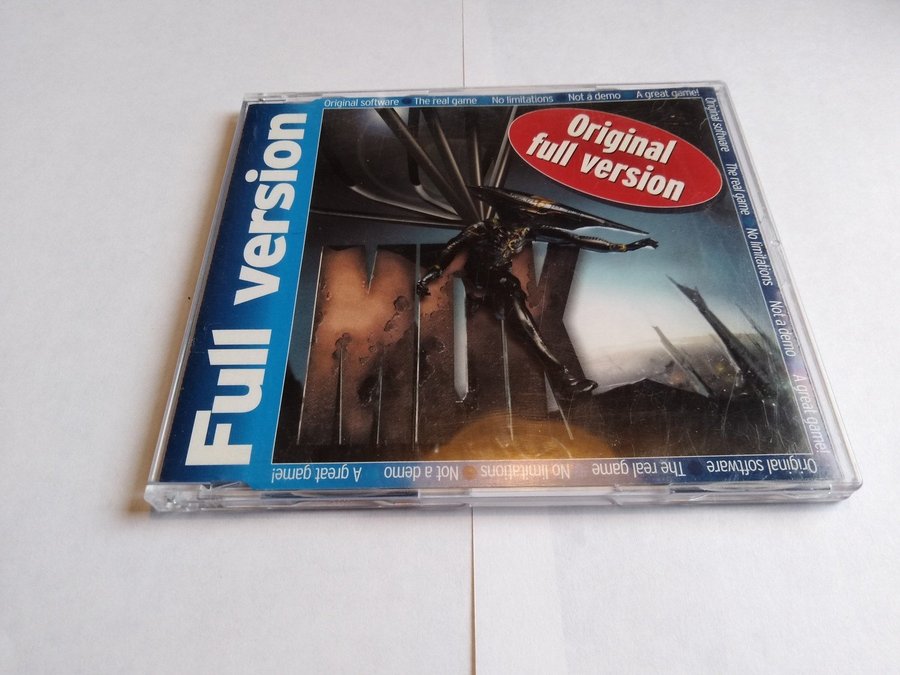 Original software The real game No limitations Not a demo A great game!
Full version
Original
full version
MDK
Original software The real game No limitations Not a demo A great game!
Original software The real game No limitations Not a demo A great game!